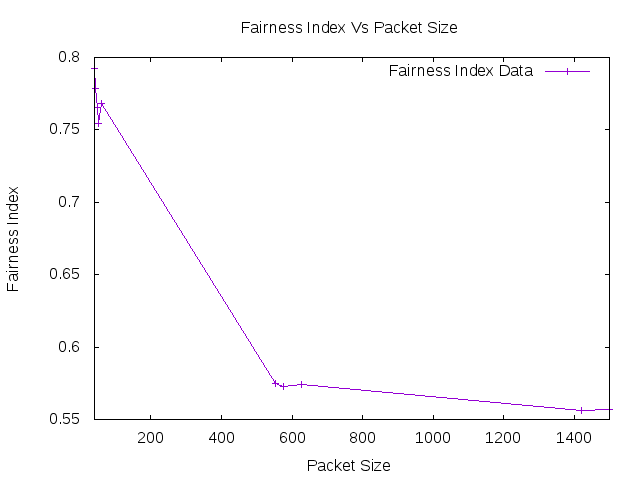 Fairness Index Vs Packet Size
Fairness Index Data
0.8
0.75
0.7
0.65
0.6
0.55
Fairness Index
200 400 600 800 1000 1200 1400
Packet Size